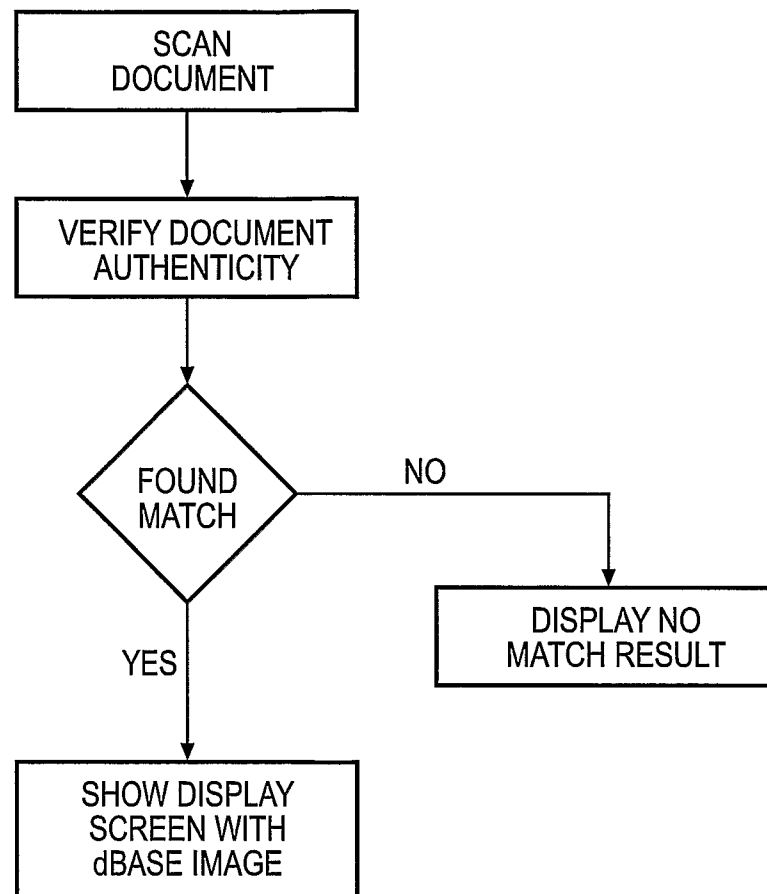 SCAN
DOCUMENT
VERIFY DOCUMENT
AUTHENTICITY
FOUND
MATCH
NO
DISPLAY NO
MATCH RESULT
YES
SHOW DISPLAY
SCREEN WITH
dBASE IMAGE